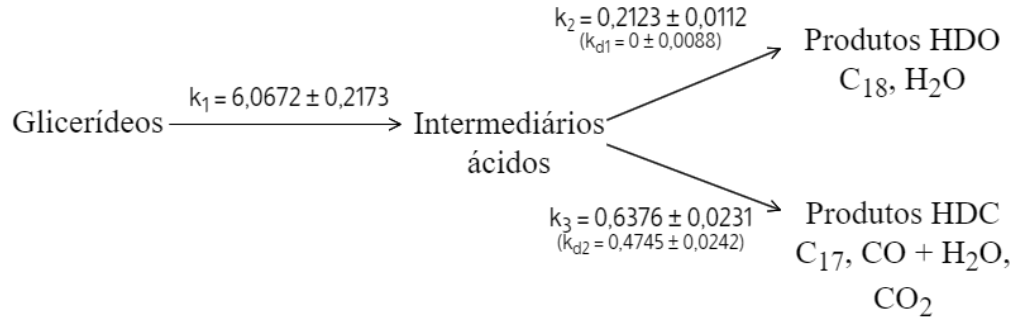 k₂ = 0,2123 ± 0,0112
(k_d1 = 0 ± 0,0088)
Produtos HDO
C₁₈, H₂O
k₁ = 6,0672 ± 0,2173
Glicerídeos
Intermediários
ácidos
k₃ = 0,6376 ± 0,0231
(k_d2 = 0,4745 ± 0,0242)
Produtos HDC
C₁₇, CO + H₂O,
CO₂